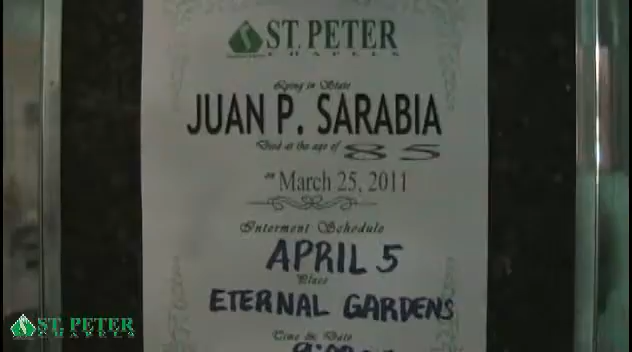 ST. PETER
CHAPELS
Lying in State
JUAN P. SARABIA
Died at the age of 85
on March 25, 2011
Interment Schedule
APRIL 5
Place
ETERNAL GARDENS
Time & Date
ST. PETER
CHAPELS